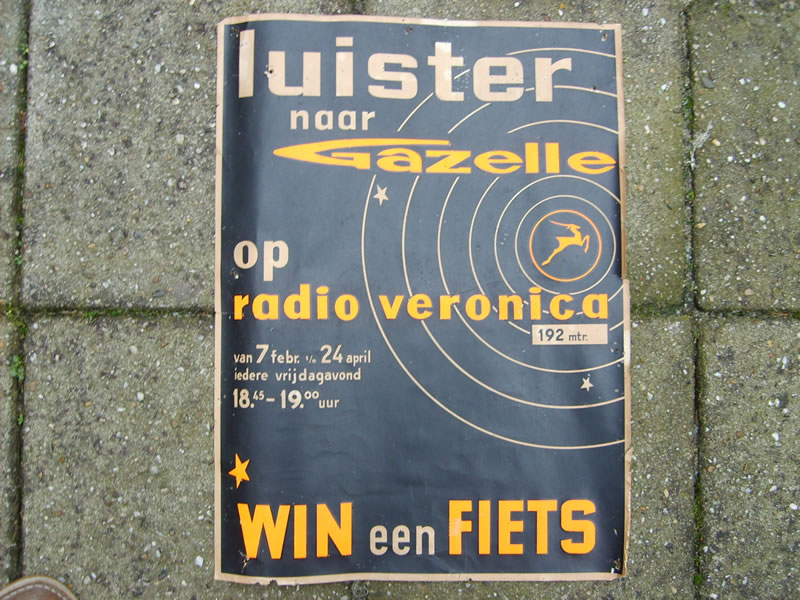 luister
naar
Gazelle
op
radio veronica
192 mtr.
van 7 febr. t/m 24 april
iedere vrijdagavond
18.45 - 19.00 uur
WIN een FIETS